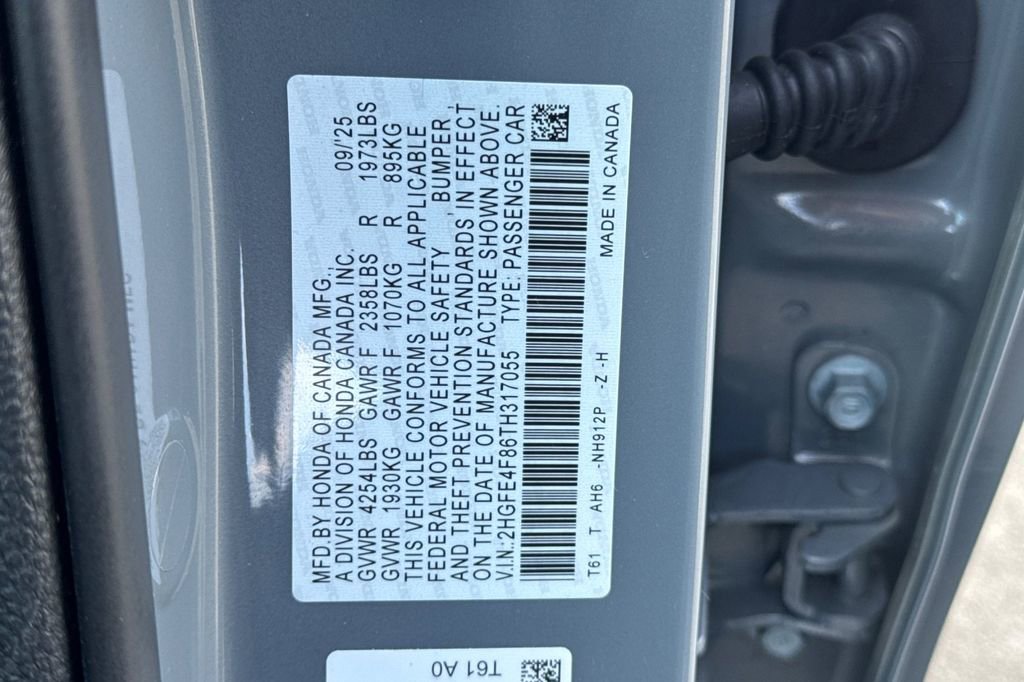 MFD.BY HONDA OF CANADA MFG., 09/'25
A DIVISION OF HONDA CANADA INC.
GVWR 4254LBS GAWR F 2358LBS R 1973LBS
GVWR 1930KG GAWR F 1070KG R 895KG
THIS VEHICLE CONFORMS TO ALL APPLICABLE
FEDERAL MOTOR VEHICLE SAFETY, BUMPER,
AND THEFT PREVENTION STANDARDS IN EFFECT
ON THE DATE OF MANUFACTURE SHOWN ABOVE.
V.I.N.:2HGFE4F86TH317055 TYPE: PASSENGER CAR
T61 T AH6 -NH912P -Z -H MADE IN CANADA
T61 A0